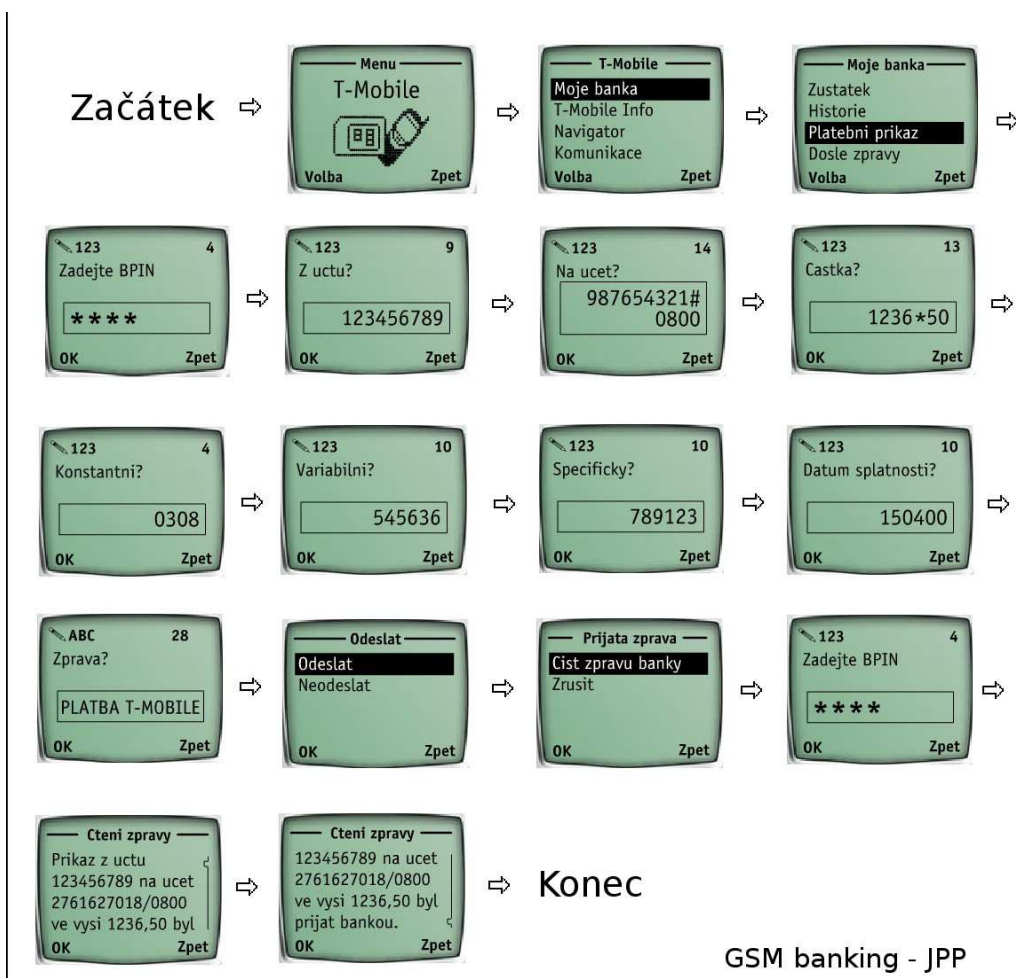 Začátek
Menu
T-Mobile
Volba Zpet
T-Mobile
Moje banka
T-Mobile Info
Navigator
Komunikace
Volba Zpet
Moje banka
Zustatek
Historie
Platebni prikaz
Dosle zpravy
Volba Zpet
123 4
Zadejte BPIN
****
OK Zpet
123 9
Z uctu?
123456789
OK Zpet
123 14
Na ucet?
987654321#
0800
OK Zpet
123 13
Castka?
1236*50
OK Zpet
123 4
Konstantni?
0308
OK Zpet
123 10
Variabilni?
545636
OK Zpet
123 10
Specificky?
789123
OK Zpet
123 10
Datum splatnosti?
150400
OK Zpet
ABC 28
Zprava?
PLATBA T-MOBILE
OK Zpet
Odeslat
Odeslat
Neodeslat
OK Zpet
Prijata zprava
Cist zpravu banky
Zrusit
OK Zpet
123 4
Zadejte BPIN
****
OK Zpet
Cteni zpravy
Prikaz z uctu
123456789 na ucet
2761627018/0800
ve vysi 1236,50 byl
OK Zpet
Cteni zpravy
123456789 na ucet
2761627018/0800
ve vysi 1236,50 byl
prijat bankou.
OK Zpet
Konec
GSM banking - JPP